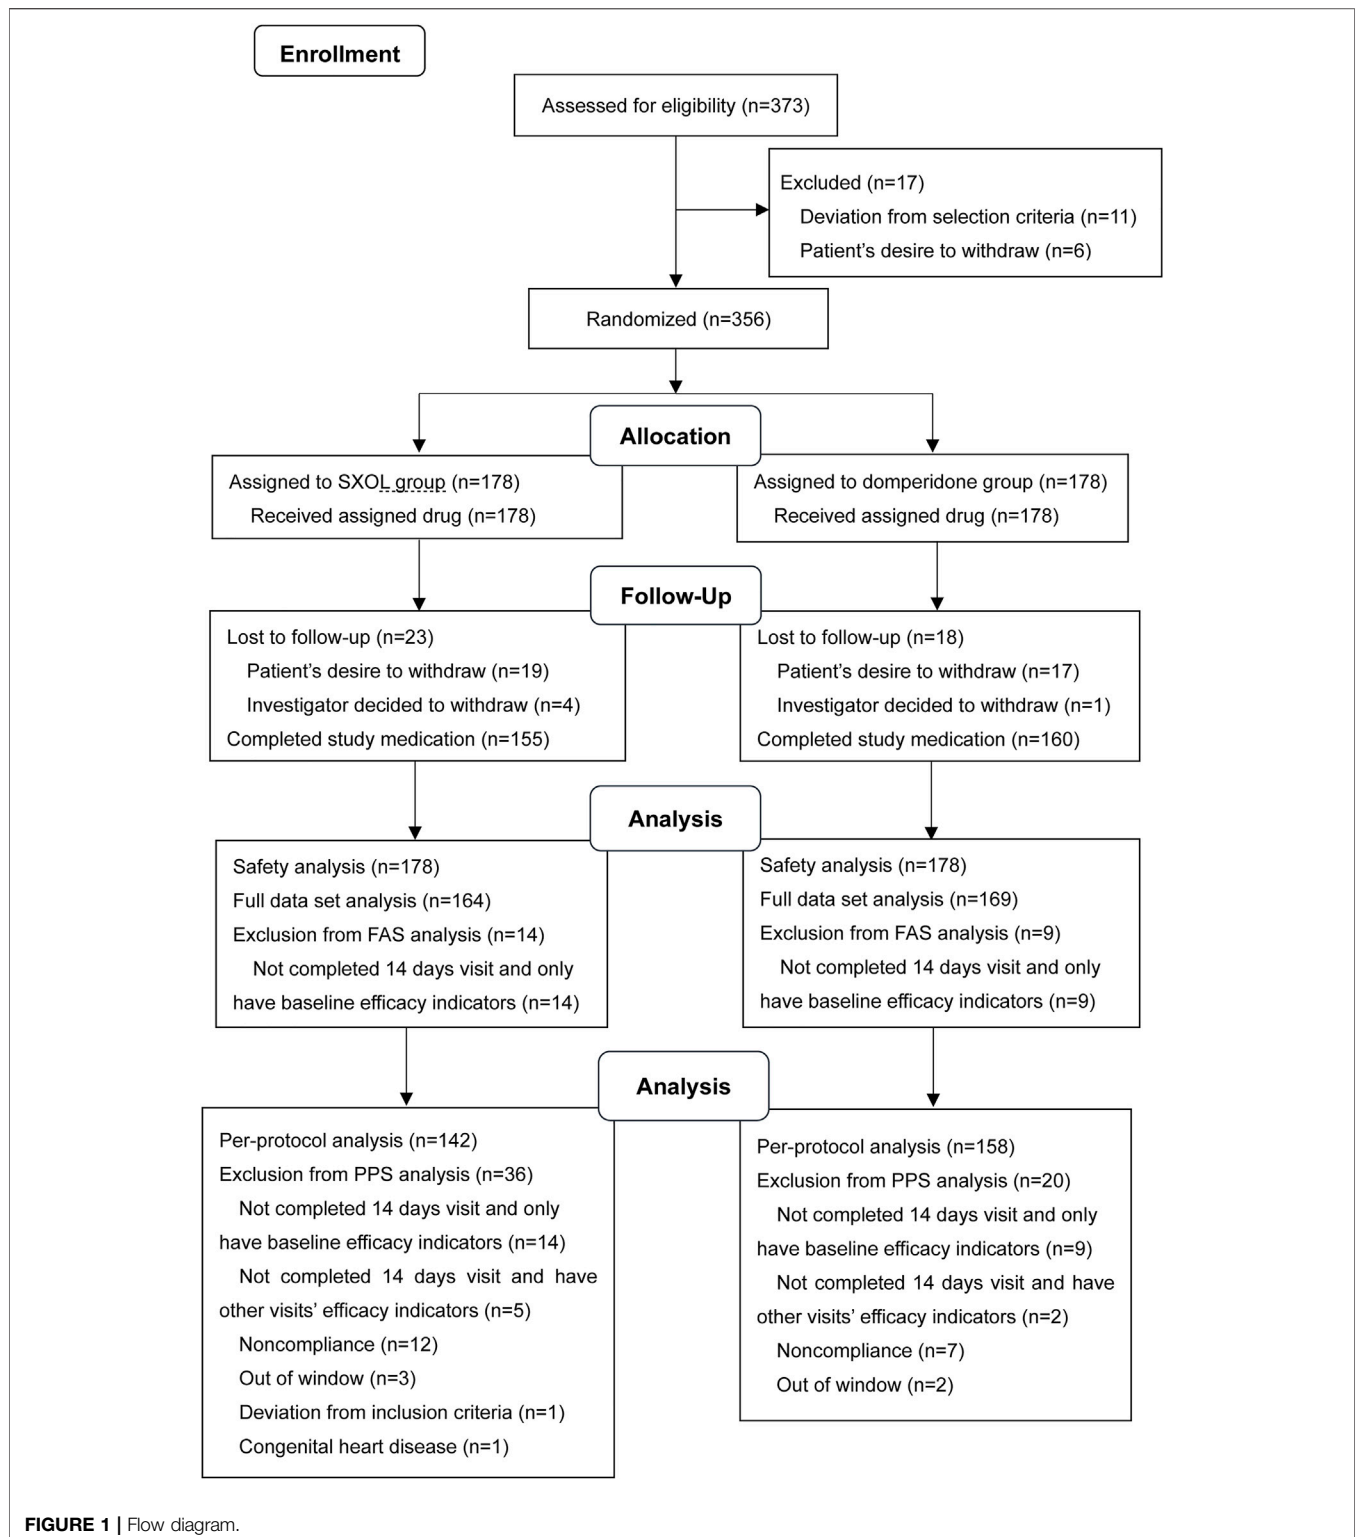 Enrollment
Assessed for eligibility (n=373)
Excluded (n=17)
Deviation from selection criteria (n=11)
Patient’s desire to withdraw (n=6)
Randomized (n=356)
Allocation
Assigned to SXOL group (n=178)
Received assigned drug (n=178)
Assigned to domperidone group (n=178)
Received assigned drug (n=178)
Follow-Up
Lost to follow-up (n=23)
Patient’s desire to withdraw (n=19)
Investigator decided to withdraw (n=4)
Completed study medication (n=155)
Lost to follow-up (n=18)
Patient’s desire to withdraw (n=17)
Investigator decided to withdraw (n=1)
Completed study medication (n=160)
Analysis
Safety analysis (n=178)
Full data set analysis (n=164)
Exclusion from FAS analysis (n=14)
Not completed 14 days visit and only
have baseline efficacy indicators (n=14)
Safety analysis (n=178)
Full data set analysis (n=169)
Exclusion from FAS analysis (n=9)
Not completed 14 days visit and only
have baseline efficacy indicators (n=9)
Analysis
Per-protocol analysis (n=142)
Exclusion from PPS analysis (n=36)
Not completed 14 days visit and only
have baseline efficacy indicators (n=14)
Not completed 14 days visit and have
other visits’ efficacy indicators (n=5)
Noncompliance (n=12)
Out of window (n=3)
Deviation from inclusion criteria (n=1)
Congenital heart disease (n=1)
Per-protocol analysis (n=158)
Exclusion from PPS analysis (n=20)
Not completed 14 days visit and only
have baseline efficacy indicators (n=9)
Not completed 14 days visit and have
other visits’ efficacy indicators (n=2)
Noncompliance (n=7)
Out of window (n=2)
FIGURE 1 | Flow diagram.